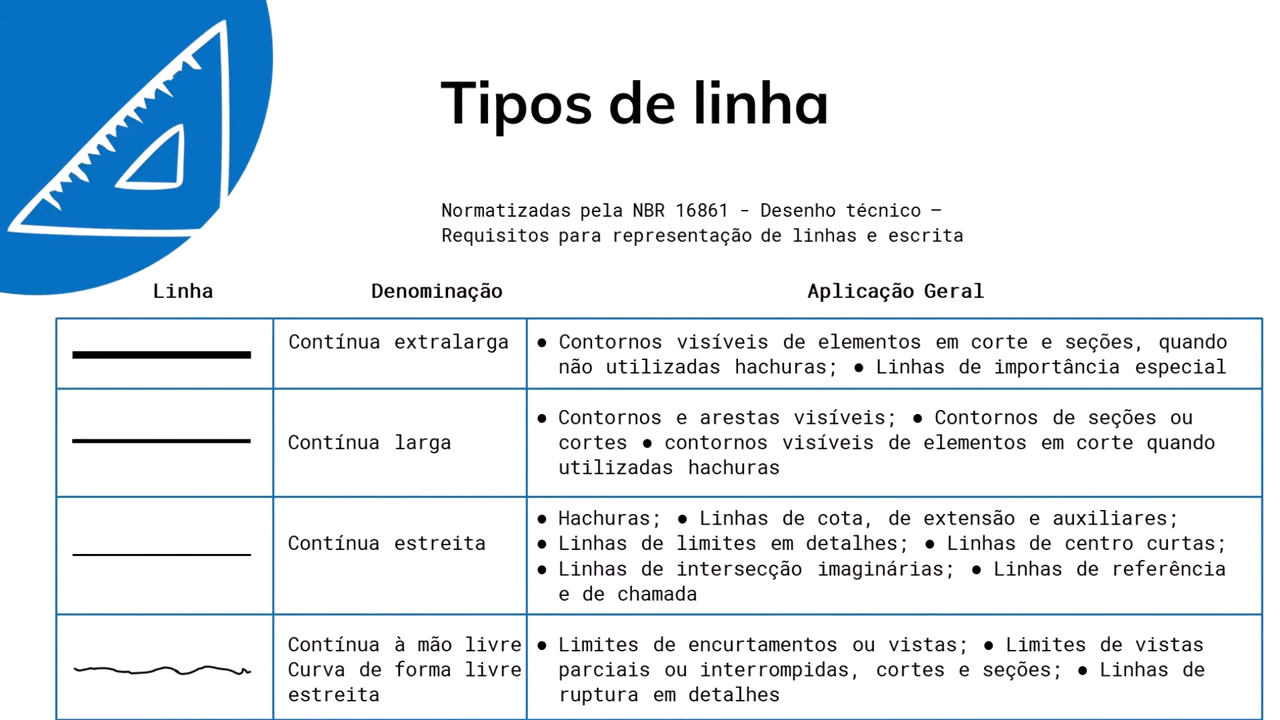 Tipos de linha
Normatizadas pela NBR 16861 - Desenho técnico –
Requisitos para representação de linhas e escrita
Linha Denominação Aplicação Geral
Contínua extralarga
● Contornos visíveis de elementos em corte e seções, quando
não utilizadas hachuras; ● Linhas de importância especial
Contínua larga
● Contornos e arestas visíveis; ● Contornos de seções ou
cortes ● contornos visíveis de elementos em corte quando
utilizadas hachuras
Contínua estreita
● Hachuras; ● Linhas de cota, de extensão e auxiliares;
● Linhas de limites em detalhes; ● Linhas de centro curtas;
● Linhas de intersecção imaginárias; ● Linhas de referência
e de chamada
Contínua à mão livre
Curva de forma livre
estreita
● Limites de encurtamentos ou vistas; ● Limites de vistas
parciais ou interrompidas, cortes e seções; ● Linhas de
ruptura em detalhes